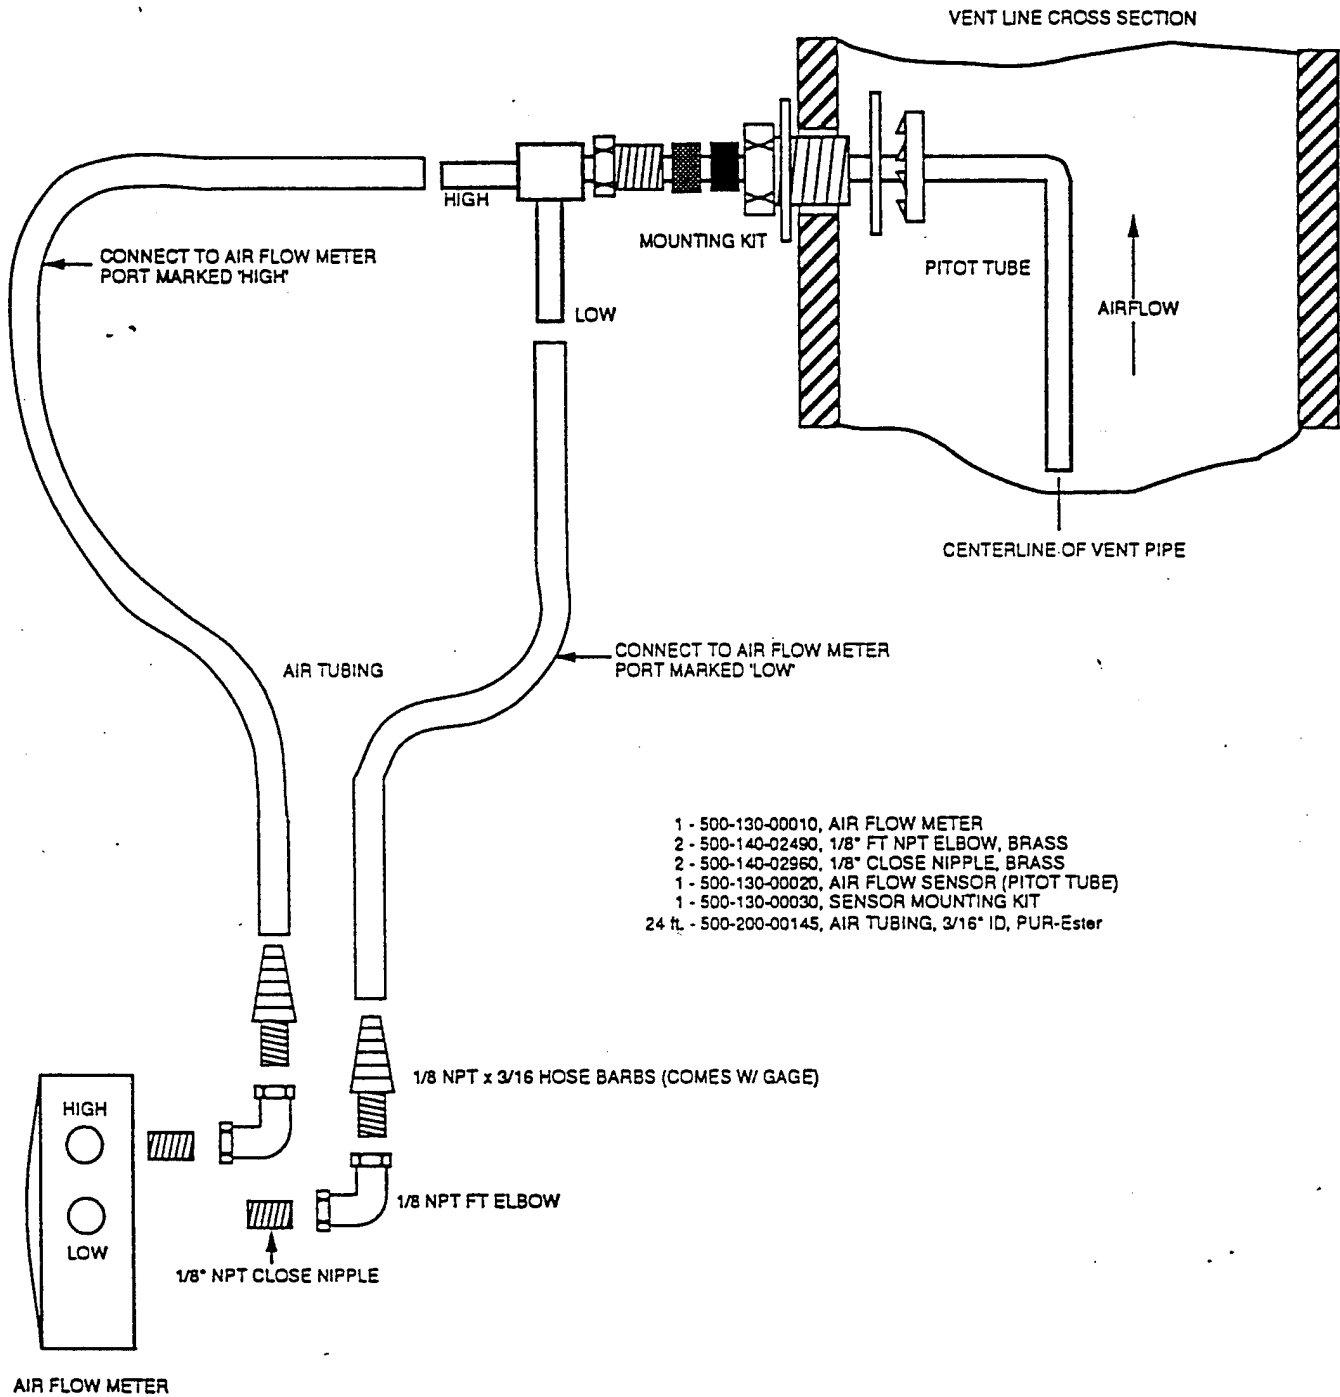 VENT LINE CROSS SECTION
HIGH
MOUNTING KIT
CONNECT TO AIR FLOW METER
PORT MARKED "HIGH"
PITOT TUBE
LOW
AIRFLOW
CENTERLINE OF VENT PIPE
CONNECT TO AIR FLOW METER
PORT MARKED "LOW"
AIR TUBING
1 - 500-130-00010, AIR FLOW METER
2 - 500-140-02490, 1/8" FT NPT ELBOW, BRASS
2 - 500-140-02960, 1/8" CLOSE NIPPLE, BRASS
1 - 500-130-00020, AIR FLOW SENSOR (PITOT TUBE)
1 - 500-130-00030, SENSOR MOUNTING KIT
24 ft. - 500-200-00145, AIR TUBING, 3/16" ID, PUR-Ester
1/8 NPT x 3/16 HOSE BARBS (COMES W/ GAGE)
HIGH
1/8 NPT FT ELBOW
LOW
1/8" NPT CLOSE NIPPLE
AIR FLOW METER